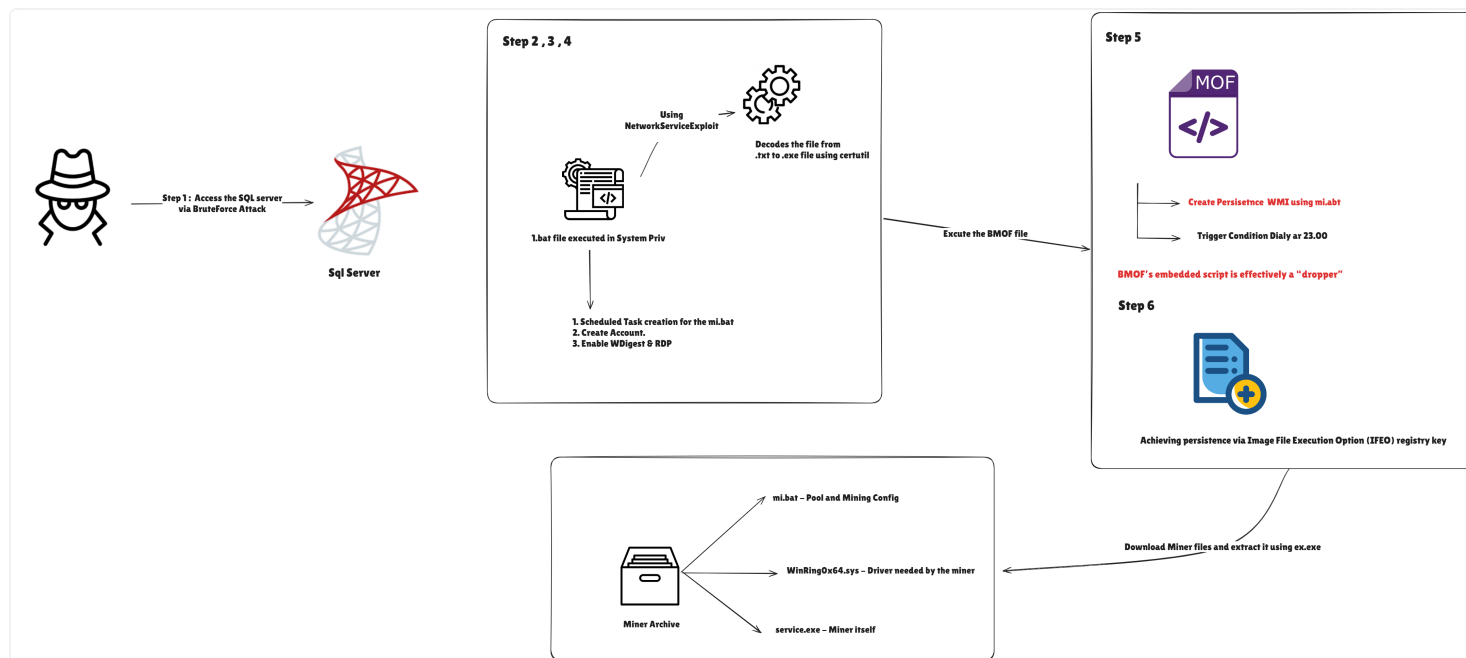 Step 1 : Access the SQL server
via BruteForce Attack
Sql Server
Step 2 , 3 , 4
Using
NetworkServiceExploit
Decodes the file from
.txt to .exe file using certutil
1.bat file executed in System Priv
1. Scheduled Task creation for the mi.bat
2. Create Account.
3. Enable WDigest & RDP
Excute the BMOF file
Step 5
MOF
</>
Create Persisetnce WMI using mi.abt
Trigger Condition Dialy ar 23.00
BMOF's embedded script is effectively a “dropper”
Step 6
Achieving persistence via Image File Execution Option (IFEO) registry key
Download Miner files and extract it using ex.exe
mi.bat – Pool and Mining Config
WinRing0x64.sys – Driver needed by the miner
service.exe – Miner itself
Miner Archive